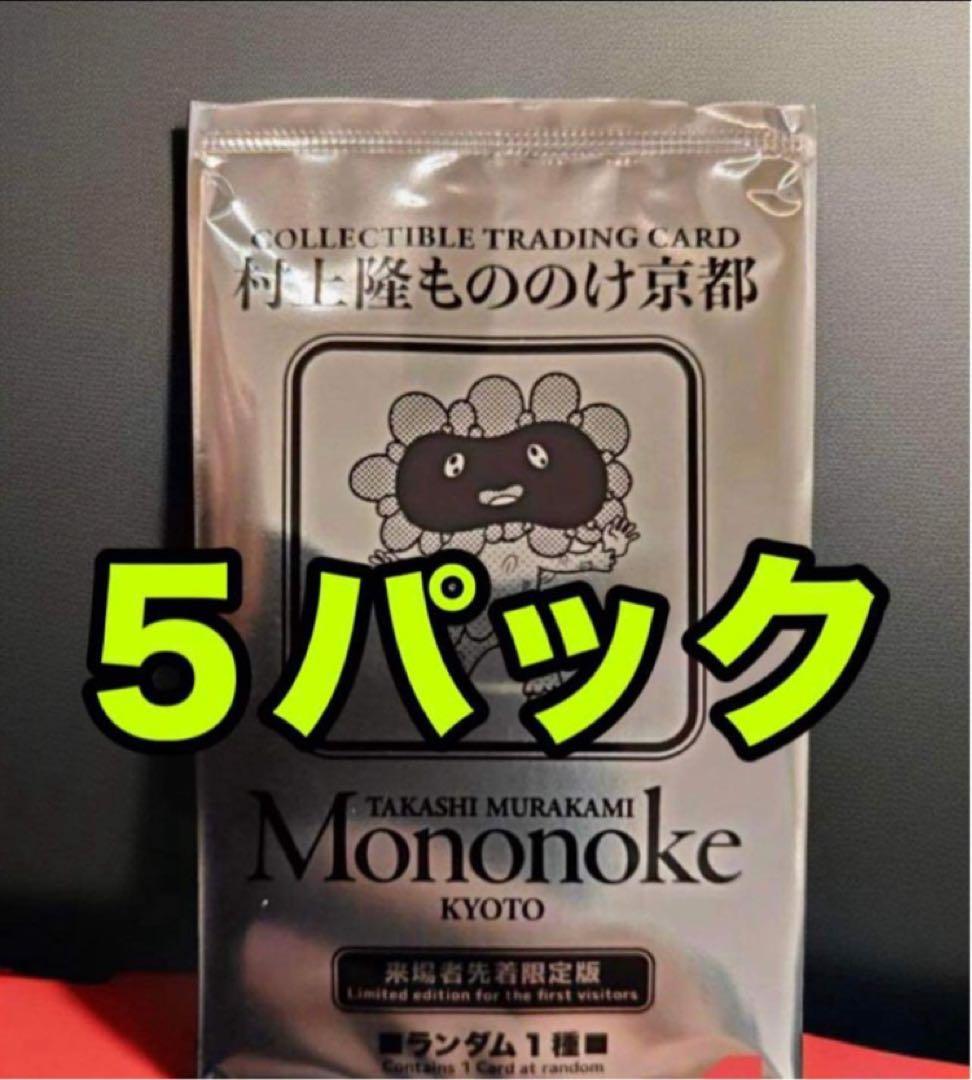 COLLECTIBLE TRADING CARD
村上隆もののけ京都
5パック
TAKASHI MURAKAMI
Mononoke
KYOTO
来場者先着限定版
Limited edition for the first visitors
■ランダム1種■
Contains 1 Card at random